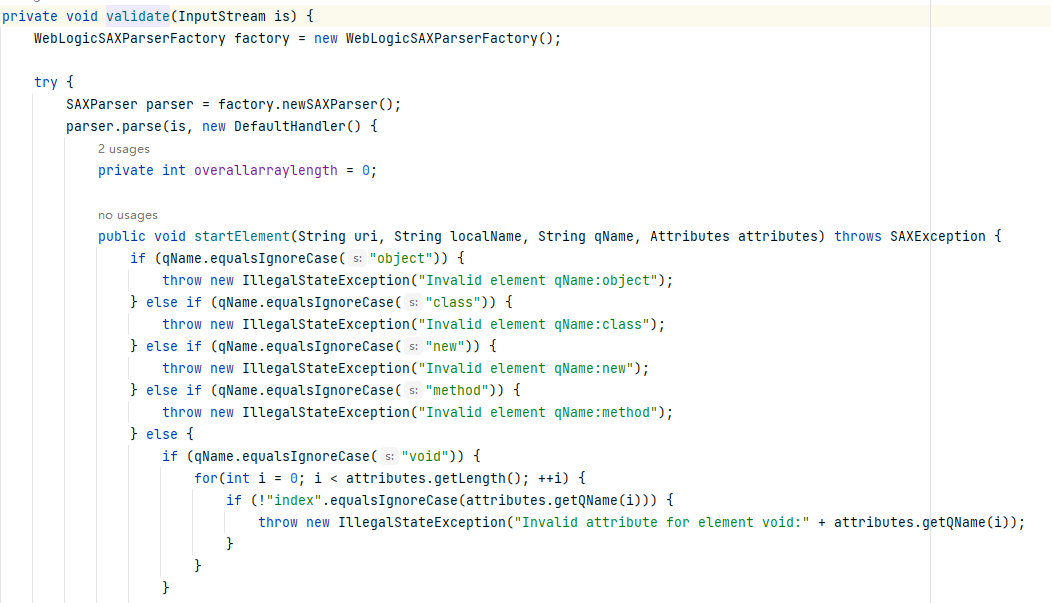 private void validate(InputStream is) {
    WebLogicSAXParserFactory factory = new WebLogicSAXParserFactory();

    try {
        SAXParser parser = factory.newSAXParser();
        parser.parse(is, new DefaultHandler() {
            2 usages
            private int overallarraylength = 0;

            no usages
            public void startElement(String uri, String localName, String qName, Attributes attributes) throws SAXException {
                if (qName.equalsIgnoreCase( s: "object")) {
                    throw new IllegalStateException("Invalid element qName:object");
                } else if (qName.equalsIgnoreCase( s: "class")) {
                    throw new IllegalStateException("Invalid element qName:class");
                } else if (qName.equalsIgnoreCase( s: "new")) {
                    throw new IllegalStateException("Invalid element qName:new");
                } else if (qName.equalsIgnoreCase( s: "method")) {
                    throw new IllegalStateException("Invalid element qName:method");
                } else {
                    if (qName.equalsIgnoreCase( s: "void")) {
                        for(int i = 0; i < attributes.getLength(); ++i) {
                            if (!"index".equalsIgnoreCase(attributes.getQName(i))) {
                                throw new IllegalStateException("Invalid attribute for element void:" + attributes.getQName(i));
                            }
                        }
                    }